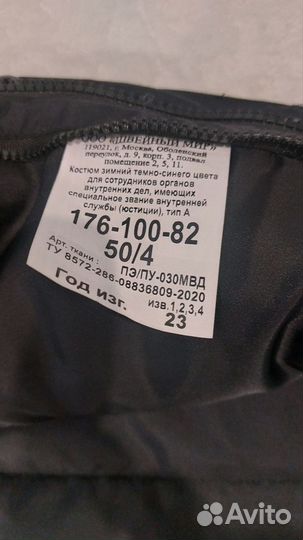 ООО «ШВЕЙНЫЙ МИР»
119021, г. Москва, Оболенский
переулок, д. 9, корп. 3, подвал
помещение 2, 5, 11.
Костюм зимний темно-синего цвета
для сотрудников органов
внутренних дел, имеющих
специальное звание внутренней
службы (юстиции), тип А
176-100-82
50/4
Арт. ткани : ПЭ/ПУ-030МВД
ТУ 8572-286-08836809-2020
изв.1,2,3,4
Год изг. 23
Avito